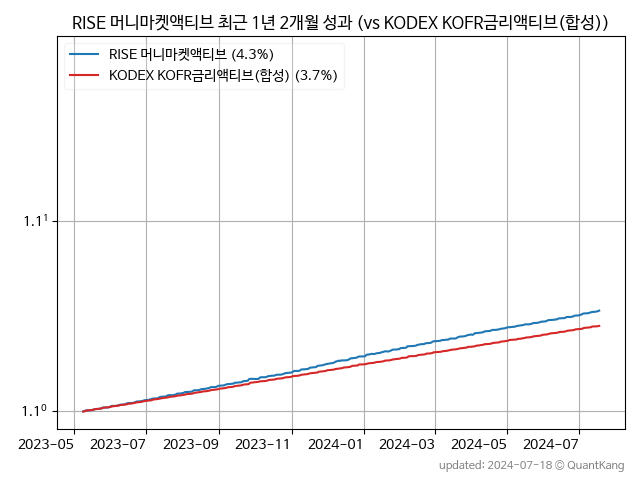 RISE 머니마켓액티브 최근 1년 2개월 성과 (vs KODEX KOFR금리액티브(합성))
RISE 머니마켓액티브 (4.3%)
KODEX KOFR금리액티브(합성) (3.7%)
1.1¹
1.1⁰
2023-05 2023-07 2023-09 2023-11 2024-01 2024-03 2024-05 2024-07
updated: 2024-07-18 © QuantKang